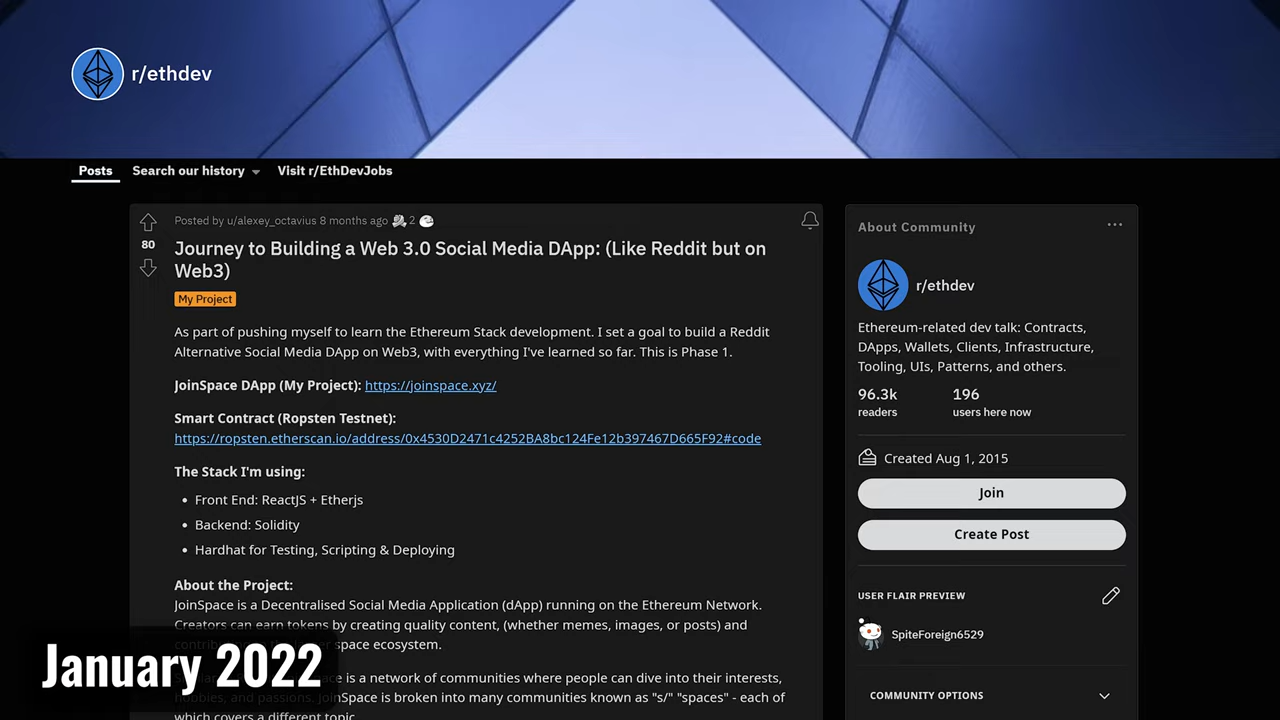 r/ethdev
Posts Search our history Visit r/EthDevJobs
Posted by u/alexey_octavius 8 months ago 2
80
Journey to Building a Web 3.0 Social Media DApp: (Like Reddit but on
Web3)
My Project
As part of pushing myself to learn the Ethereum Stack development. I set a goal to build a Reddit
Alternative Social Media DApp on Web3, with everything I've learned so far. This is Phase 1.
JoinSpace DApp (My Project): https://joinspace.xyz/
Smart Contract (Ropsten Testnet):
https://ropsten.etherscan.io/address/0x4530D2471c4252BA8bc124Fe12b397467D665F92#code
The Stack I'm using:
• Front End: ReactJS + Etherjs
• Backend: Solidity
• Hardhat for Testing, Scripting & Deploying
About the Project:
JoinSpace is a Decentralised Social Media Application (dApp) running on the Ethereum Network.
Creators can earn tokens by creating quality content, (whether memes, images, or posts) and
space ecosystem.
is a network of communities where people can dive into their interests,
hobbies, and passions. JoinSpace is broken into many communities known as "s/" "spaces" - each of
which covers a different topic.
January 2022
About Community
r/ethdev
Ethereum-related dev talk: Contracts,
DApps, Wallets, Clients, Infrastructure,
Tooling, UIs, Patterns, and others.
96.3k 196
readers users here now
Created Aug 1, 2015
Join
Create Post
USER FLAIR PREVIEW
SpiteForeign6529
COMMUNITY OPTIONS